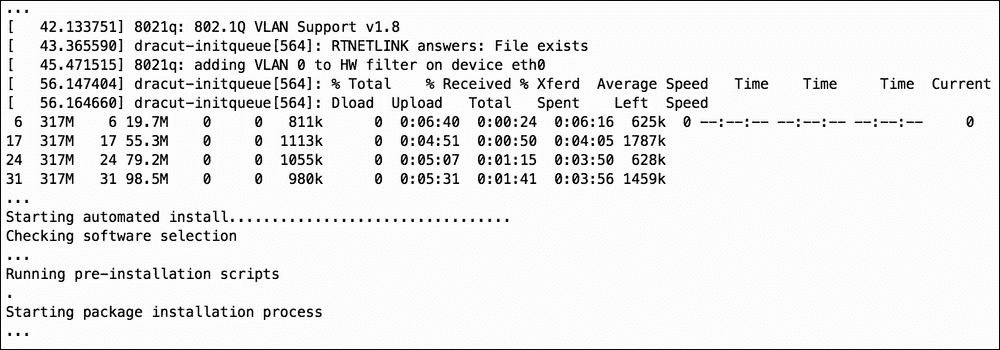 ...
[   42.133751] 8021q: 802.1Q VLAN Support v1.8
[   43.365590] dracut-initqueue[564]: RTNETLINK answers: File exists
[   45.471515] 8021q: adding VLAN 0 to HW filter on device eth0
[   56.147404] dracut-initqueue[564]: % Total    % Received % Xferd  Average Speed   Time    Time     Time  Current
[   56.164660] dracut-initqueue[564]: Dload  Upload   Total   Spent    Left  Speed
 6  317M    6 19.7M    0     0   811k      0  0:06:40  0:00:24  0:06:16  625k  0 --:--:-- --:--:-- --:--:--     0
17  317M   17 55.3M    0     0  1113k      0  0:04:51  0:00:50  0:04:05 1787k
24  317M   24 79.2M    0     0  1055k      0  0:05:07  0:01:15  0:03:50  628k
31  317M   31 98.5M    0     0   980k      0  0:05:31  0:01:41  0:03:56 1459k
...
Starting automated install.................................
Checking software selection
...
Running pre-installation scripts
.
Starting package installation process
...